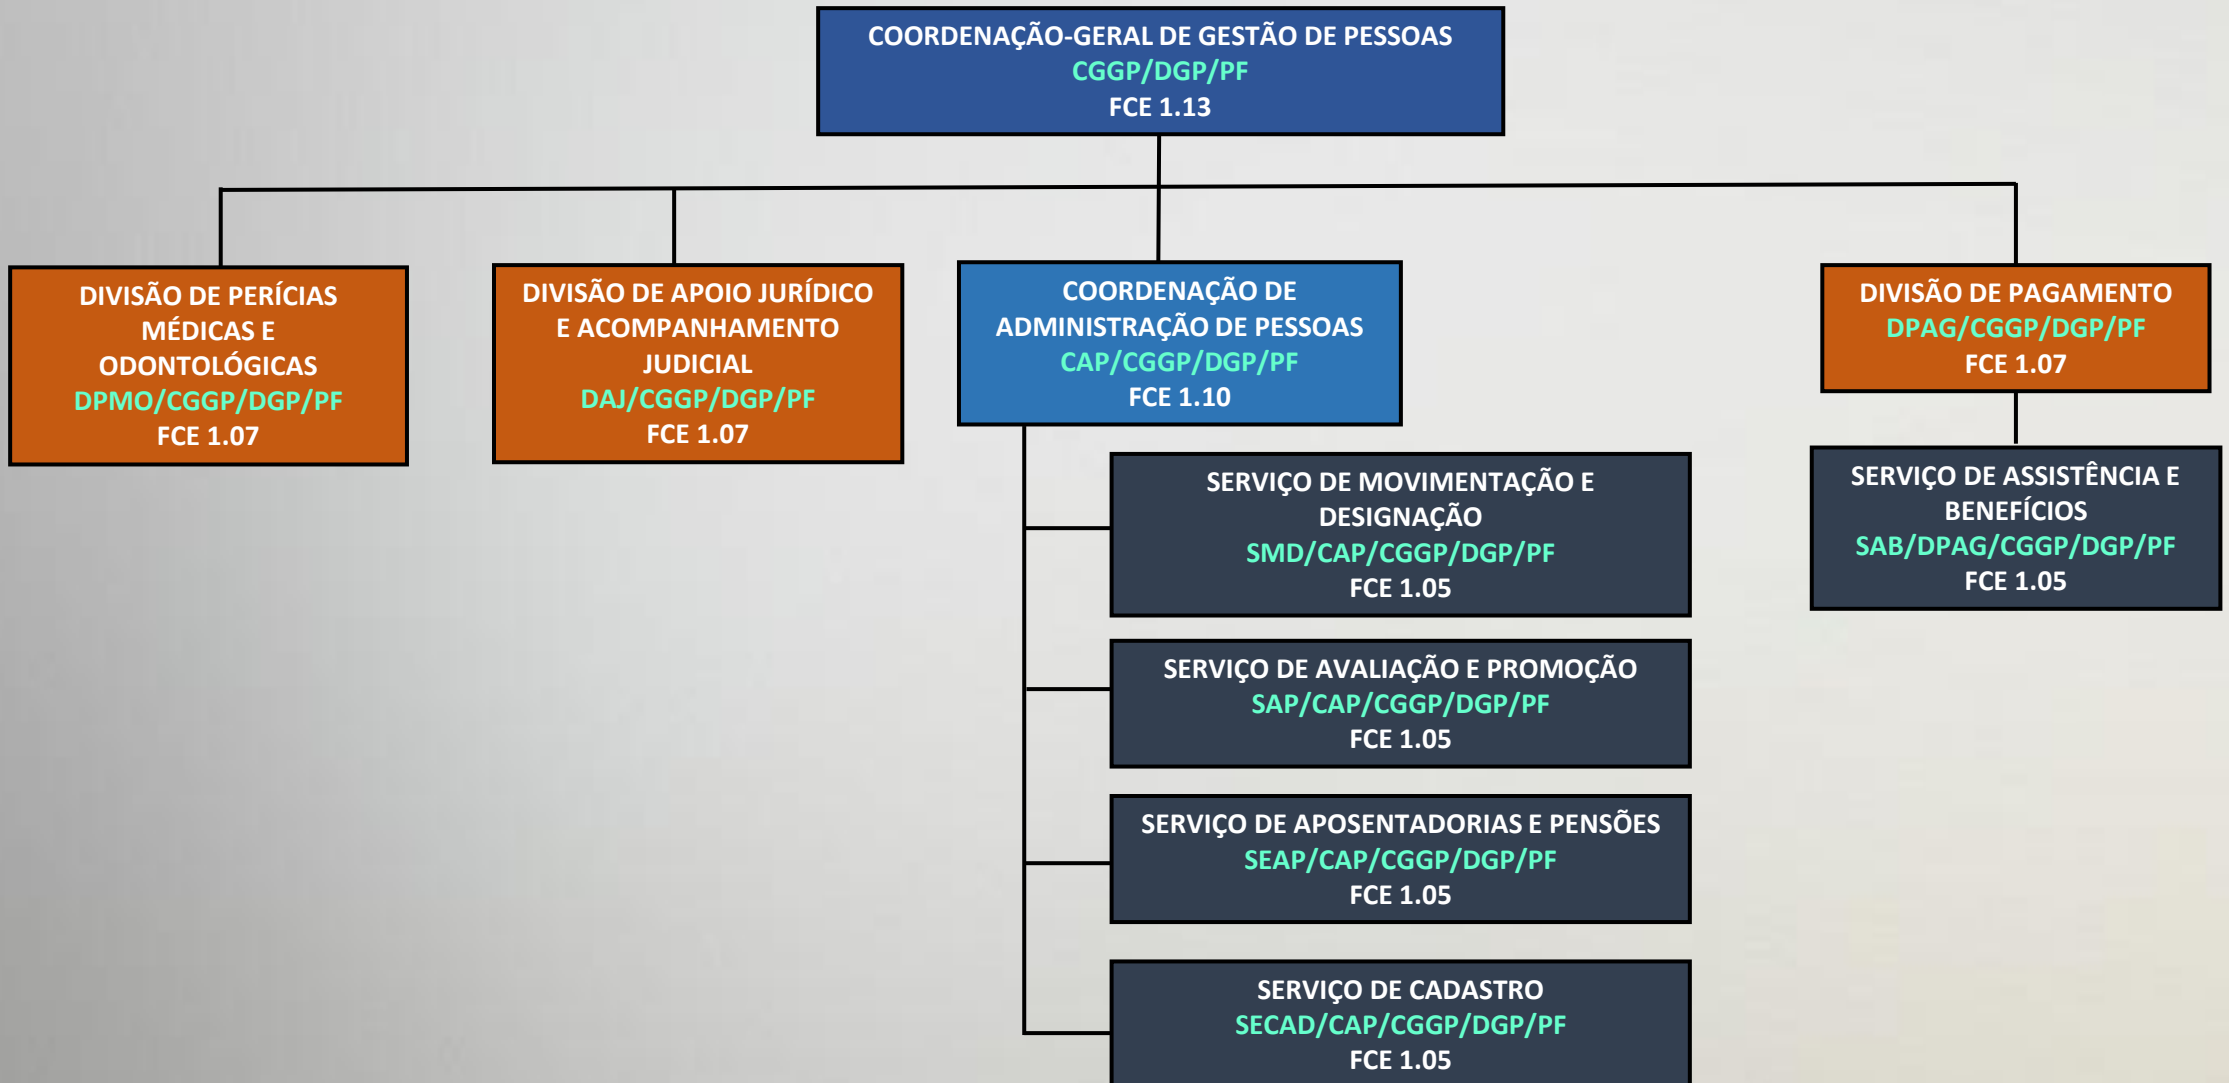 COORDENAÇÃO-GERAL DE GESTÃO DE PESSOAS
CGGP/DGP/PF
FCE 1.13
DIVISÃO DE PERÍCIAS
MÉDICAS E
ODONTOLÓGICAS
DPMO/CGGP/DGP/PF
FCE 1.07
DIVISÃO DE APOIO JURÍDICO
E ACOMPANHAMENTO
JUDICIAL
DAJ/CGGP/DGP/PF
FCE 1.07
COORDENAÇÃO DE
ADMINISTRAÇÃO DE PESSOAS
CAP/CGGP/DGP/PF
FCE 1.10
DIVISÃO DE PAGAMENTO
DPAG/CGGP/DGP/PF
FCE 1.07
SERVIÇO DE MOVIMENTAÇÃO E
DESIGNAÇÃO
SMD/CAP/CGGP/DGP/PF
FCE 1.05
SERVIÇO DE AVALIAÇÃO E PROMOÇÃO
SAP/CAP/CGGP/DGP/PF
FCE 1.05
SERVIÇO DE APOSENTADORIAS E PENSÕES
SEAP/CAP/CGGP/DGP/PF
FCE 1.05
SERVIÇO DE CADASTRO
SECAD/CAP/CGGP/DGP/PF
FCE 1.05
SERVIÇO DE ASSISTÊNCIA E
BENEFÍCIOS
SAB/DPAG/CGGP/DGP/PF
FCE 1.05